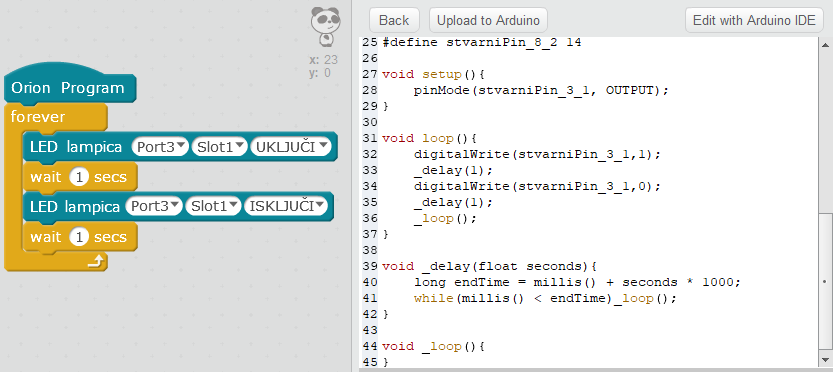 x: 23
y: 0
Orion Program
forever
LED lampica Port3 Slot1 UKLJUČI
wait 1 secs
LED lampica Port3 Slot1 ISKLJUČI
wait 1 secs
Back
Upload to Arduino
Edit with Arduino IDE
25 #define stvarniPin_8_2 14
26
27 void setup(){
28     pinMode(stvarniPin_3_1, OUTPUT);
29 }
30
31 void loop(){
32     digitalWrite(stvarniPin_3_1,1);
33     _delay(1);
34     digitalWrite(stvarniPin_3_1,0);
35     _delay(1);
36     _loop();
37 }
38
39 void _delay(float seconds){
40     long endTime = millis() + seconds * 1000;
41     while(millis() < endTime)_loop();
42 }
43
44 void _loop(){
45 }